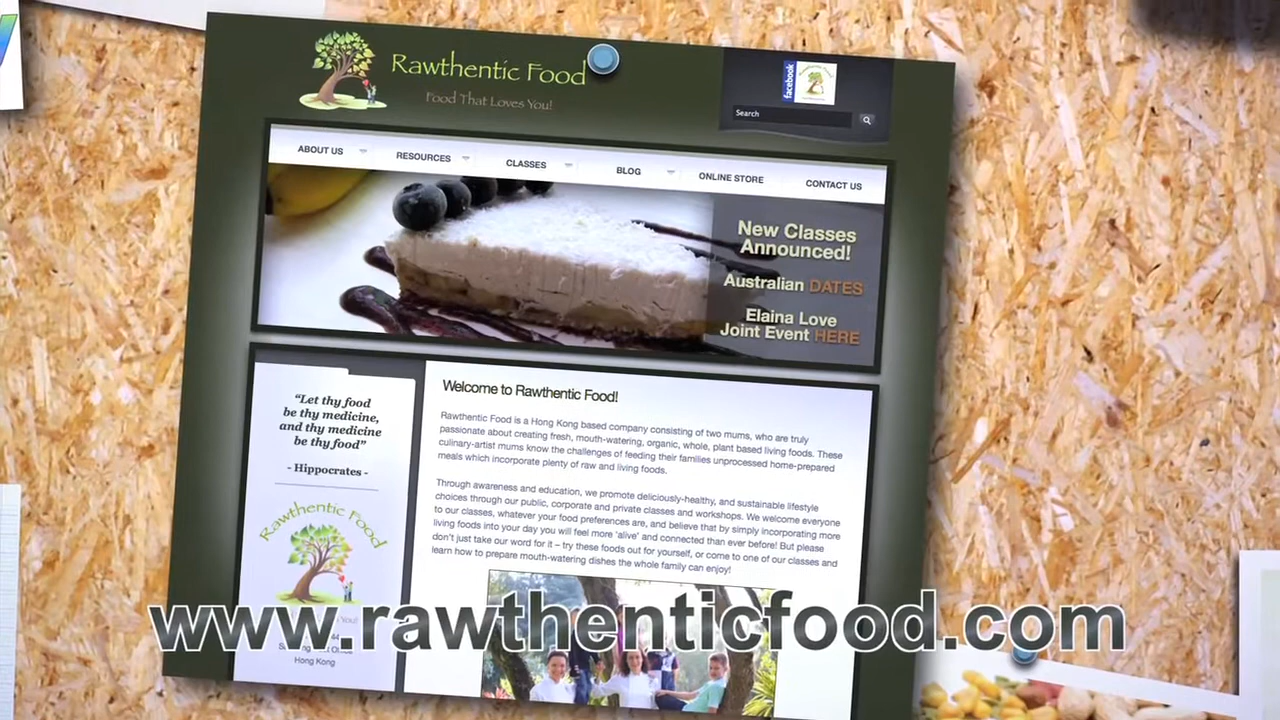 Rawthentic Food
Food That Loves You!
facebook
Search
ABOUT US
RESOURCES
CLASSES
BLOG
ONLINE STORE
CONTACT US
New Classes
Announced!
Australian DATES
Elaina Love
Joint Event HERE
“Let thy food
be thy medicine,
and thy medicine
be thy food”
- Hippocrates -
Rawthentic Food
Hong Kong
Welcome to Rawthentic Food!
Rawthentic Food is a Hong Kong based company consisting of two mums, who are truly
passionate about creating fresh, mouth-watering, organic, whole, plant based living foods. These
culinary-artist mums know the challenges of feeding their families unprocessed home-prepared
meals which incorporate plenty of raw and living foods.
Through awareness and education, we promote deliciously-healthy, and sustainable lifestyle
choices through our public, corporate and private classes and workshops. We welcome everyone
to our classes, whatever your food preferences are, and believe that by simply incorporating more
living foods into your day you will feel more 'alive' and connected than ever before! But please
don't just take our word for it – try these foods out for yourself, or come to one of our classes and
learn how to prepare mouth-watering dishes the whole family can enjoy!
www.rawthenticfood.com